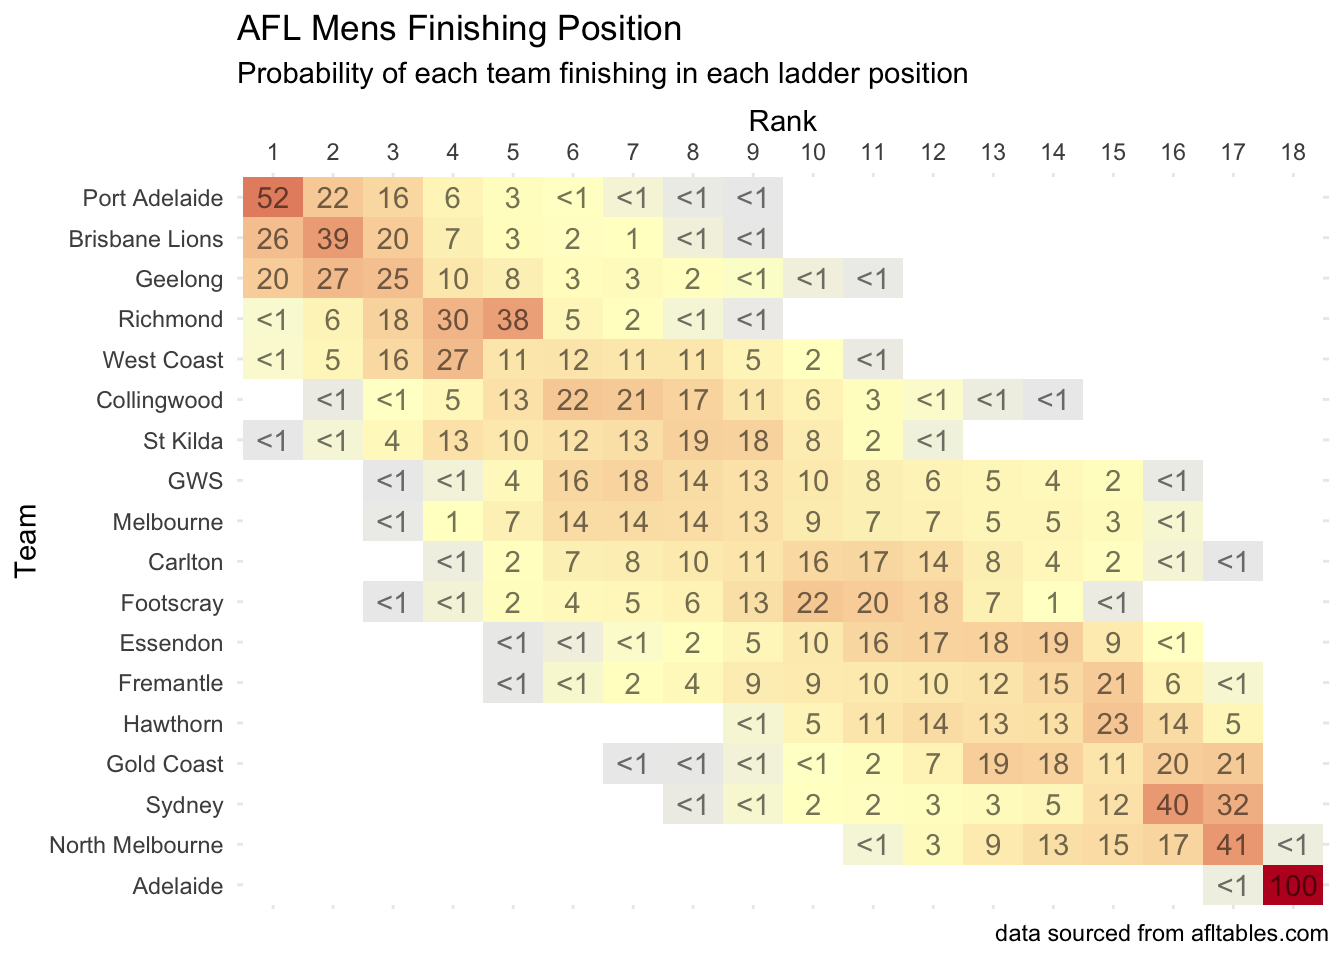 AFL Mens Finishing Position
Probability of each team finishing in each ladder position
Rank
1 2 3 4 5 6 7 8 9 10 11 12 13 14 15 16 17 18
Team
Port Adelaide 52 22 16 6 3 <1 <1 <1 <1
Brisbane Lions 26 39 20 7 3 2 1 <1 <1
Geelong 20 27 25 10 8 3 3 2 <1 <1 <1
Richmond <1 6 18 30 38 5 2 <1 <1
West Coast <1 5 16 27 11 12 11 11 5 2 <1
Collingwood <1 <1 5 13 22 21 17 11 6 3 <1 <1 <1
St Kilda <1 <1 4 13 10 12 13 19 18 8 2 <1
GWS <1 <1 4 16 18 14 13 10 8 6 5 4 2 <1
Melbourne <1 1 7 14 14 14 13 9 7 7 5 5 3 <1
Carlton <1 2 7 8 10 11 16 17 14 8 4 2 <1 <1
Footscray <1 <1 2 4 5 6 13 22 20 18 7 1 <1
Essendon <1 <1 <1 2 5 10 16 17 18 19 9 <1
Fremantle <1 <1 2 4 9 9 10 10 12 15 21 6 <1
Hawthorn <1 5 11 14 13 13 23 14 5
Gold Coast <1 <1 <1 <1 2 7 19 18 11 20 21
Sydney <1 <1 2 2 3 3 5 12 40 32
North Melbourne <1 3 9 13 15 17 41 <1
Adelaide <1 100
data sourced from afltables.com